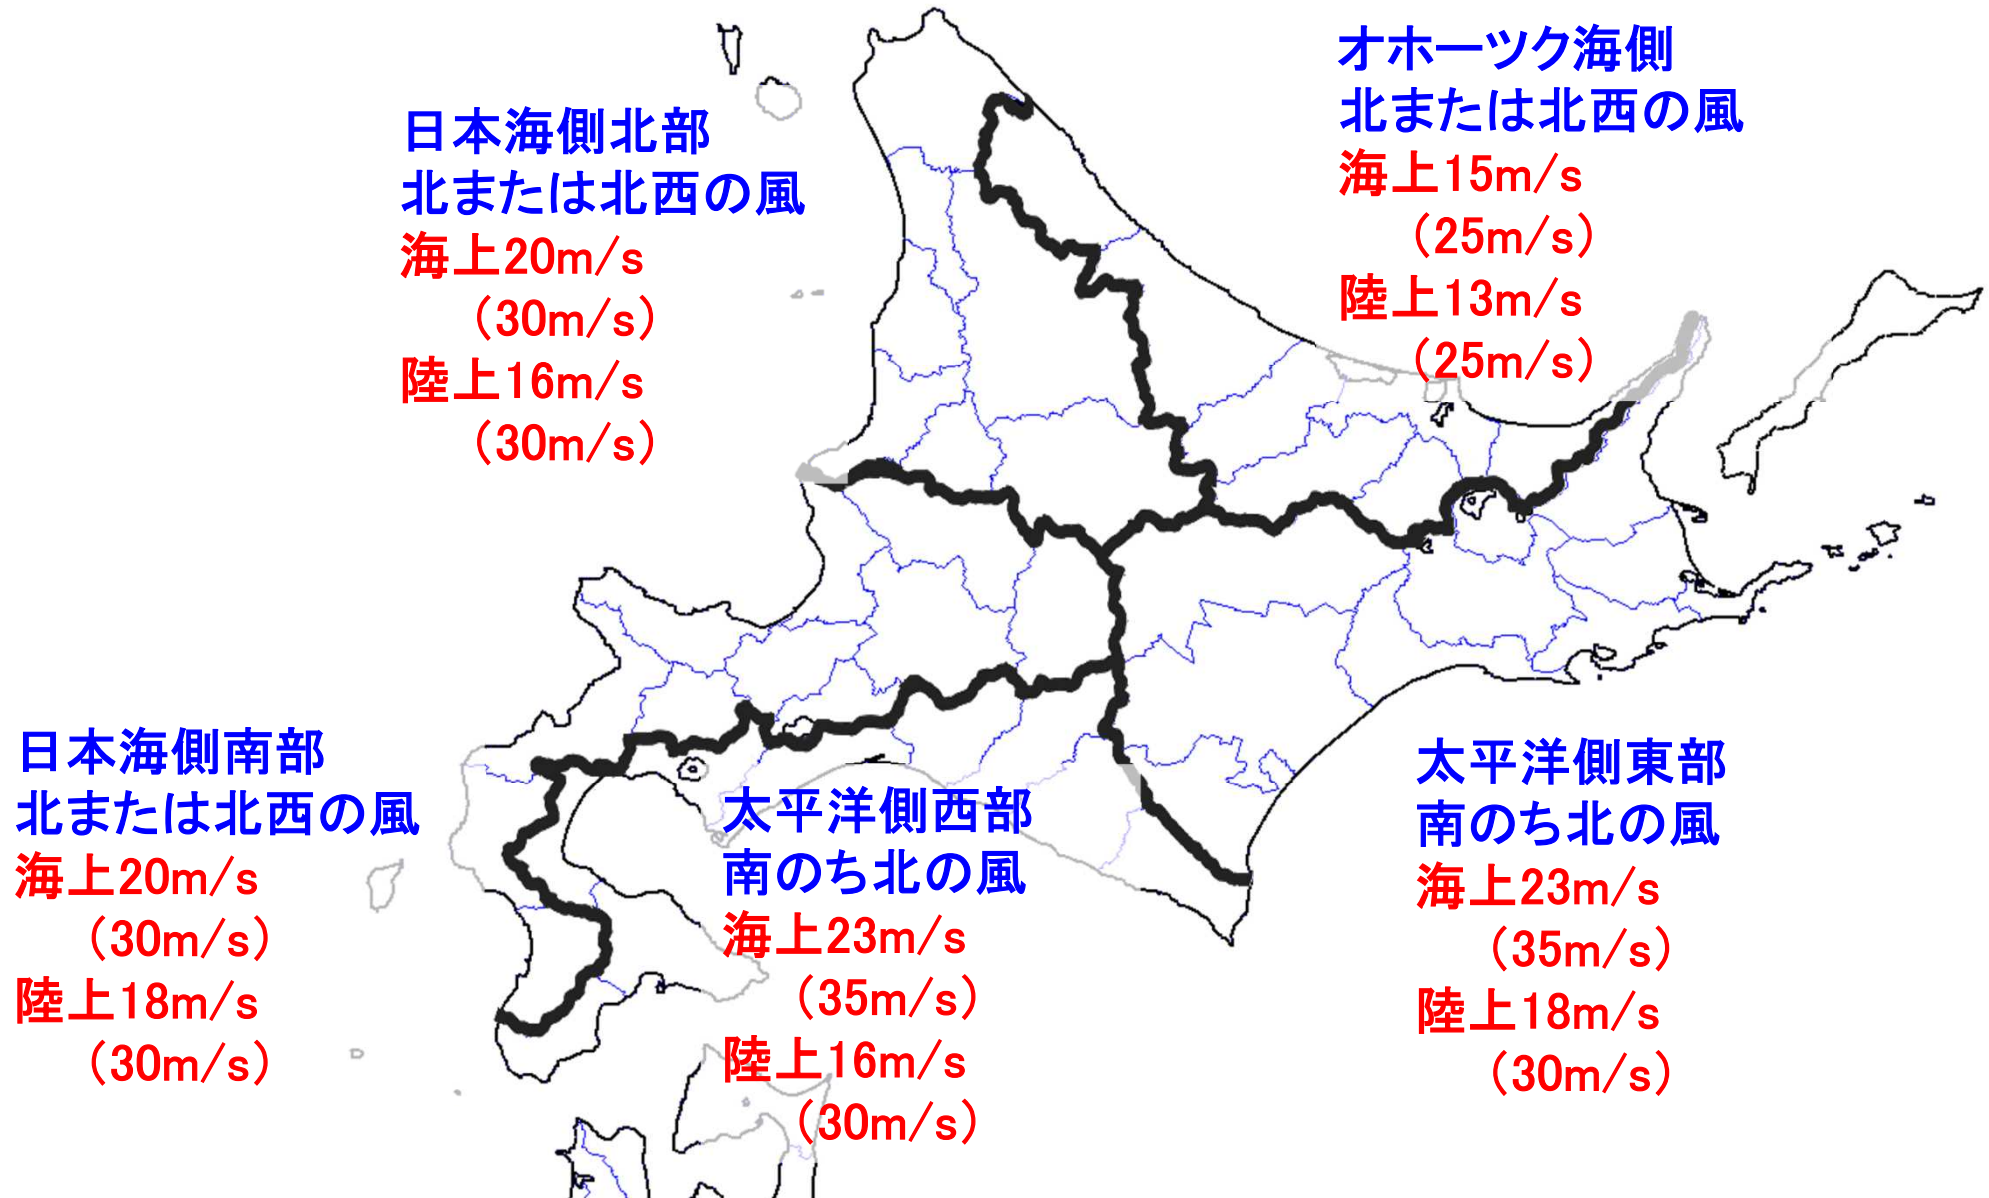 オホーツク海側
北または北西の風
海上15m/s
（25m/s）
陸上13m/s
（25m/s）
日本海側北部
北または北西の風
海上20m/s
（30m/s）
陸上16m/s
（30m/s）
日本海側南部
北または北西の風
海上20m/s
（30m/s）
陸上18m/s
（30m/s）
太平洋側西部
南のち北の風
海上23m/s
（35m/s）
陸上16m/s
（30m/s）
太平洋側東部
南のち北の風
海上23m/s
（35m/s）
陸上18m/s
（30m/s）